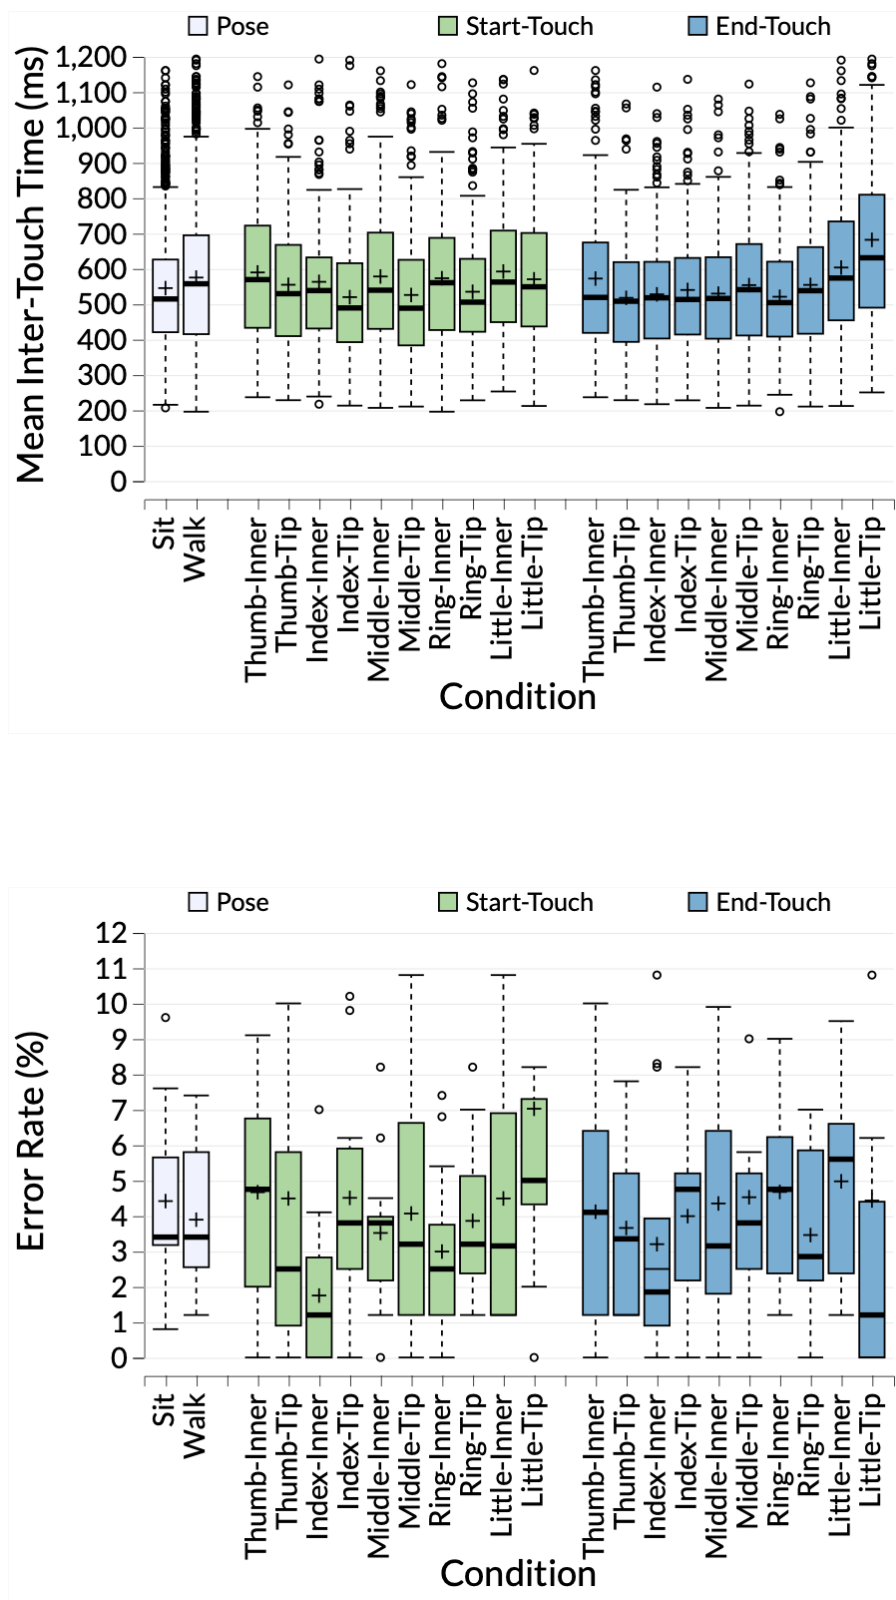 Pose Start-Touch End-Touch
Mean Inter-Touch Time (ms)
1,200
1,100
1,000
900
800
700
600
500
400
300
200
100
0
Sit
Walk
Thumb-Inner
Thumb-Tip
Index-Inner
Index-Tip
Middle-Inner
Middle-Tip
Ring-Inner
Ring-Tip
Little-Inner
Little-Tip
Thumb-Inner
Thumb-Tip
Index-Inner
Index-Tip
Middle-Inner
Middle-Tip
Ring-Inner
Ring-Tip
Little-Inner
Little-Tip
Condition
Pose Start-Touch End-Touch
Error Rate (%)
12
11
10
9
8
7
6
5
4
3
2
1
0
Sit
Walk
Thumb-Inner
Thumb-Tip
Index-Inner
Index-Tip
Middle-Inner
Middle-Tip
Ring-Inner
Ring-Tip
Little-Inner
Little-Tip
Thumb-Inner
Thumb-Tip
Index-Inner
Index-Tip
Middle-Inner
Middle-Tip
Ring-Inner
Ring-Tip
Little-Inner
Little-Tip
Condition